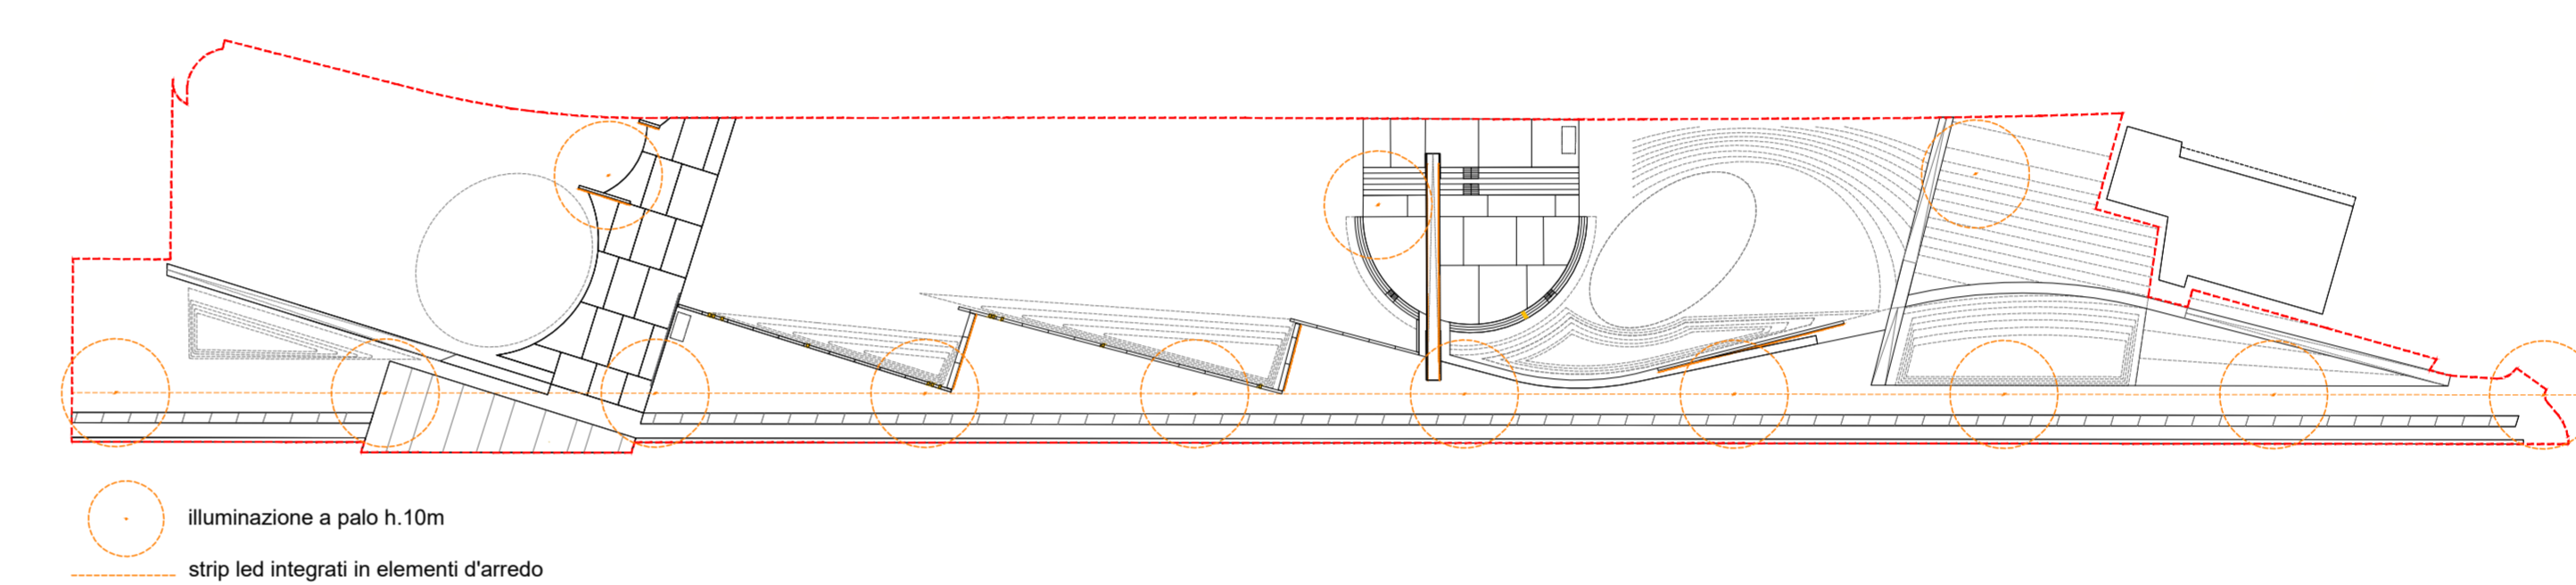 illuminazione a palo h.10m
strip led integrati in elementi d'arredo